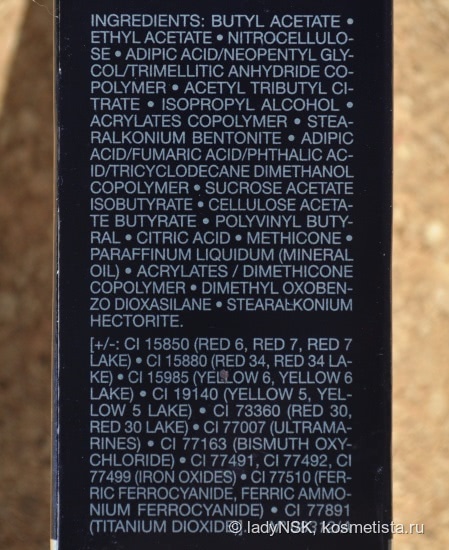 INGREDIENTS: BUTYL ACETATE •
ETHYL ACETATE • NITROCELLULO-
SE • ADIPIC ACID/NEOPENTYL GLY-
COL/TRIMELLITIC ANHYDRIDE CO-
POLYMER • ACETYL TRIBUTYL CI-
TRATE • ISOPROPYL ALCOHOL •
ACRYLATES COPOLYMER • STEA-
RALKONIUM BENTONITE • ADIPIC
ACID/FUMARIC ACID/PHTHALIC AC-
ID/TRICYCLODECANE DIMETHANOL
COPOLYMER • SUCROSE ACETATE
ISOBUTYRATE • CELLULOSE ACETA-
TE BUTYRATE • POLYVINYL BUTY-
RAL • CITRIC ACID • METHICONE •
PARAFFINUM LIQUIDUM (MINERAL
OIL) • ACRYLATES / DIMETHICONE
COPOLYMER • DIMETHYL OXOBEN-
ZO DIOXASILANE • STEARALKONIUM
HECTORITE.
[+/-: CI 15850 (RED 6, RED 7, RED 7
LAKE) • CI 15880 (RED 34, RED 34 LA-
KE) • CI 15985 (YELLOW 6, YELLOW 6
LAKE) • CI 19140 (YELLOW 5, YEL-
LOW 5 LAKE) • CI 73360 (RED 30,
RED 30 LAKE) • CI 77007 (ULTRAMA-
RINES) • CI 77163 (BISMUTH OXY-
CHLORIDE) • CI 77491, CI 77492, CI
77499 (IRON OXIDES) • CI 77510 (FER-
RIC FERROCYANIDE, FERRIC AMMO-
NIUM FERROCYANIDE) • CI 77891
(TITANIUM DIOXIDE)
© ladyNSK, kosmetista.ru